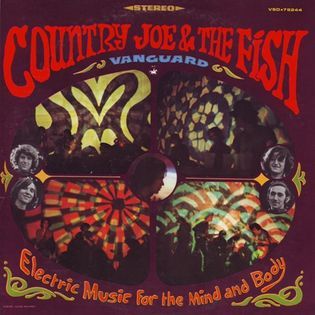 STEREO
VSD•79244
COUNTRY JOE & THE FISH
VANGUARD
Electric Music For the Mind and Body